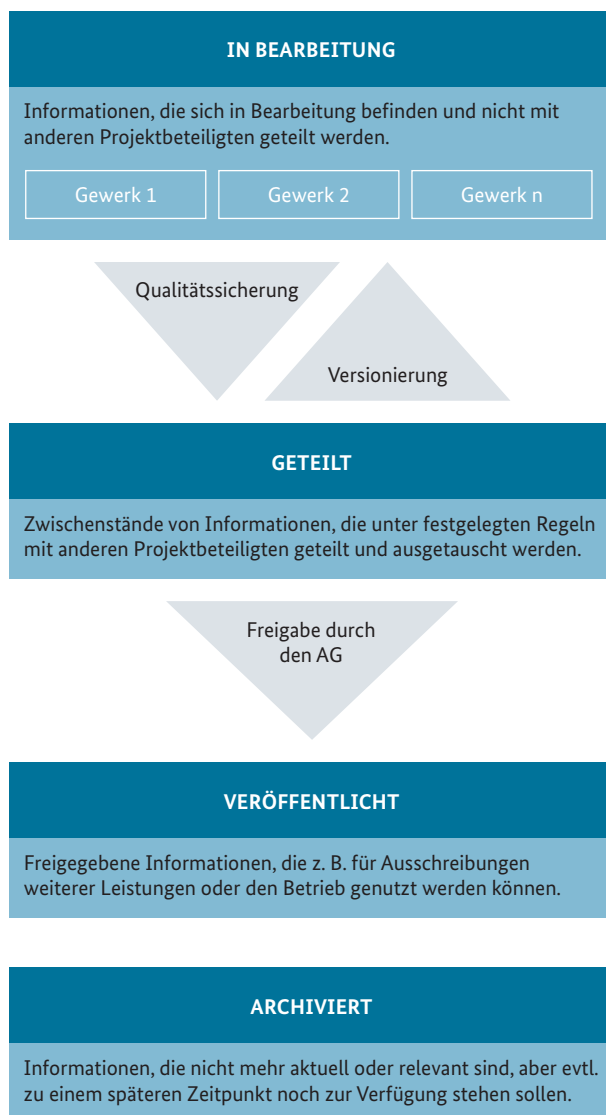 IN BEARBEITUNG
Informationen, die sich in Bearbeitung befinden und nicht mit
anderen Projektbeteiligten geteilt werden.
Gewerk 1
Gewerk 2
Gewerk n
Qualitätssicherung
Versionierung
GETEILT
Zwischenstände von Informationen, die unter festgelegten Regeln
mit anderen Projektbeteiligten geteilt und ausgetauscht werden.
Freigabe durch
den AG
VERÖFFENTLICHT
Freigegebene Informationen, die z. B. für Ausschreibungen
weiterer Leistungen oder den Betrieb genutzt werden können.
ARCHIVIERT
Informationen, die nicht mehr aktuell oder relevant sind, aber evtl.
zu einem späteren Zeitpunkt noch zur Verfügung stehen sollen.